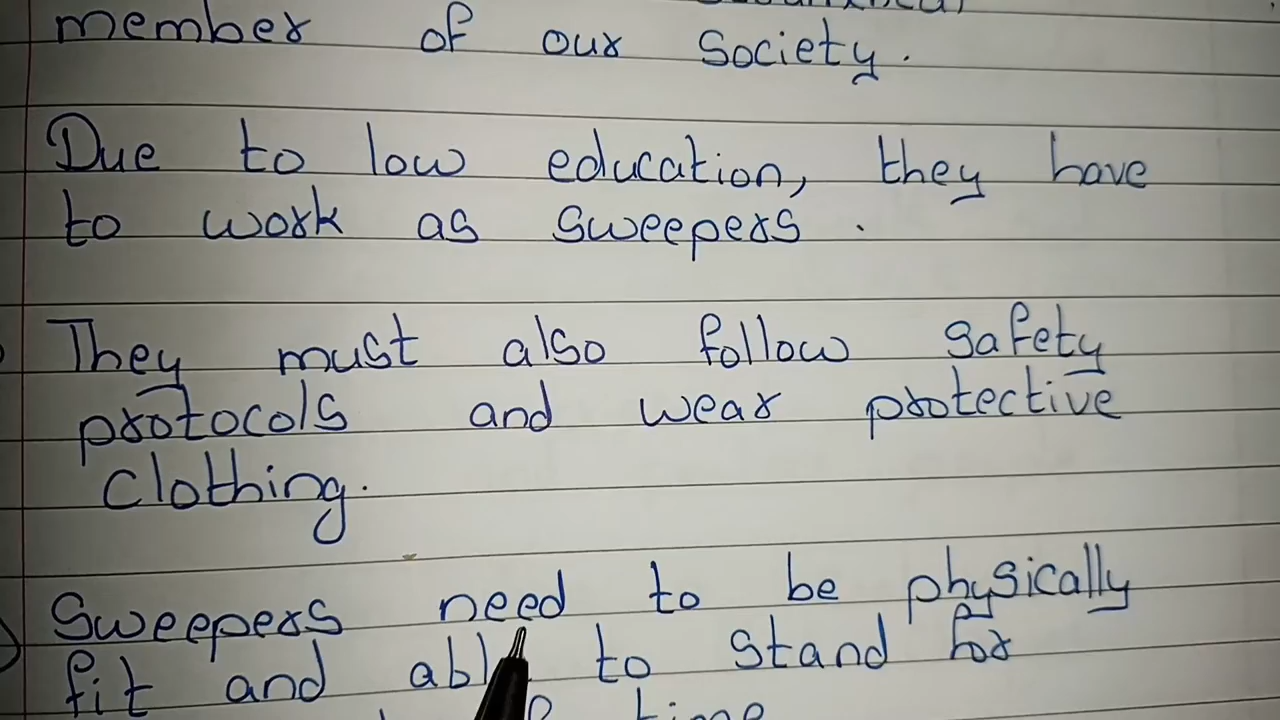 member of our Society.
Due to low education, they have
to work as sweepers.
They must also follow safety
protocols and wear protective
clothing.
Sweepers need to be physically
fit and to stand for
time